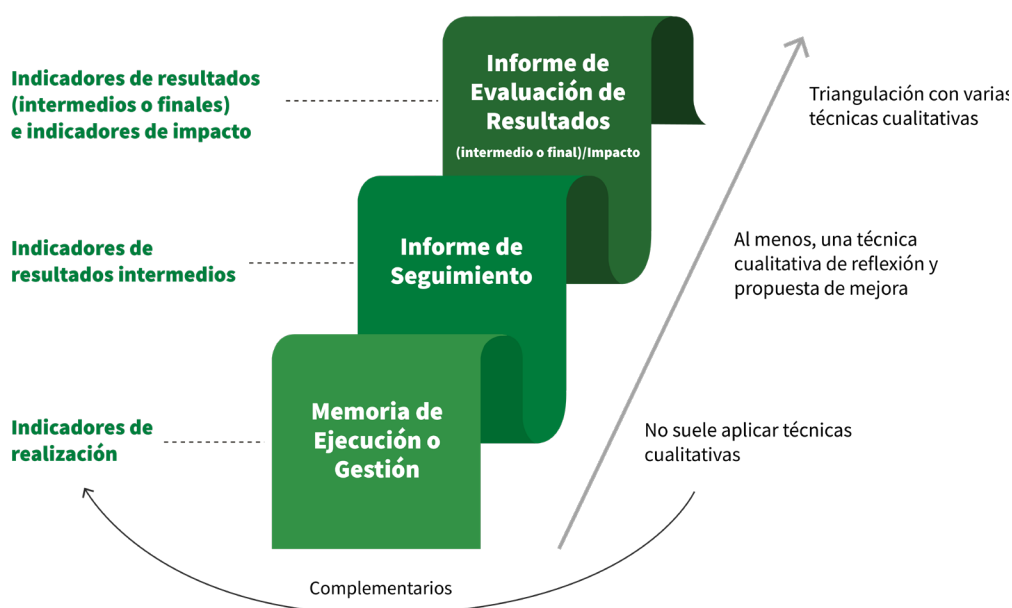 Indicadores de resultados
(intermedios o finales)
e indicadores de impacto
Informe de
Evaluación de
Resultados
(intermedio o final)/Impacto
Triangulación con varias
técnicas cualitativas
Indicadores de
resultados intermedios
Informe de
Seguimiento
Al menos, una técnica
cualitativa de reflexión y
propuesta de mejora
Indicadores de
realización
Memoria de
Ejecución o
Gestión
No suele aplicar técnicas
cualitativas
Complementarios